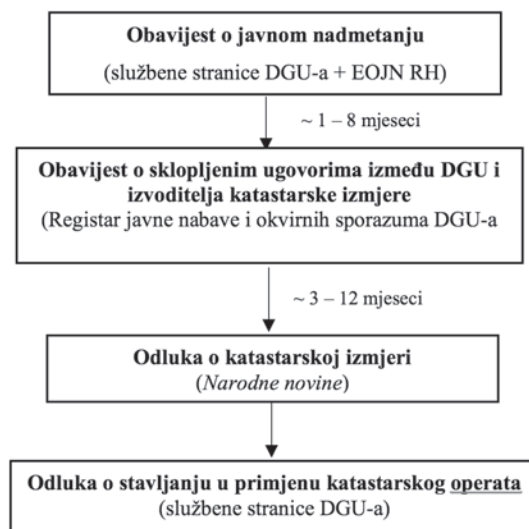 Obavijest o javnom nadmetanju
(službene stranice DGU-a + EOJN RH)
~ 1 – 8 mjeseci
Obavijest o sklopljenim ugovorima između DGU i
izvoditelja katastarske izmjere
(Registar javne nabave i okvirnih sporazuma DGU-a
~ 3 – 12 mjeseci
Odluka o katastarskoj izmjeri
(Narodne novine)
Odluka o stavljanju u primjenu katastarskog operata
(službene stranice DGU-a)